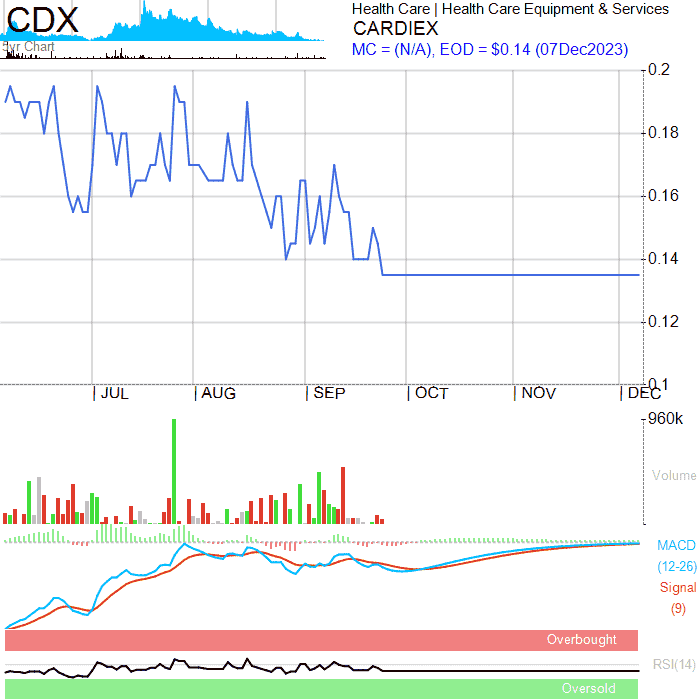 CDX
Health Care | Health Care Equipment & Services
CARDIEX
MC = (N/A), EOD = $0.14 (07Dec2023)
5yr Chart
0.2
0.18
0.16
0.14
0.12
0.1
JUL AUG SEP OCT NOV DEC
960k
Volume
MACD
(12-26)
Signal
(9)
Overbought
RSI(14)
Oversold